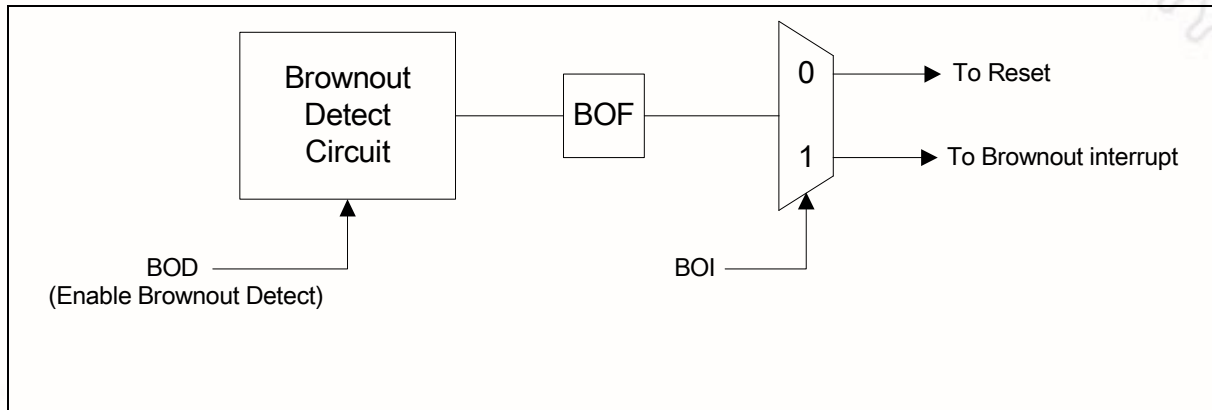 Brownout
Detect
Circuit
BOF
0
1
To Reset
To Brownout interrupt
BOD
(Enable Brownout Detect)
BOI